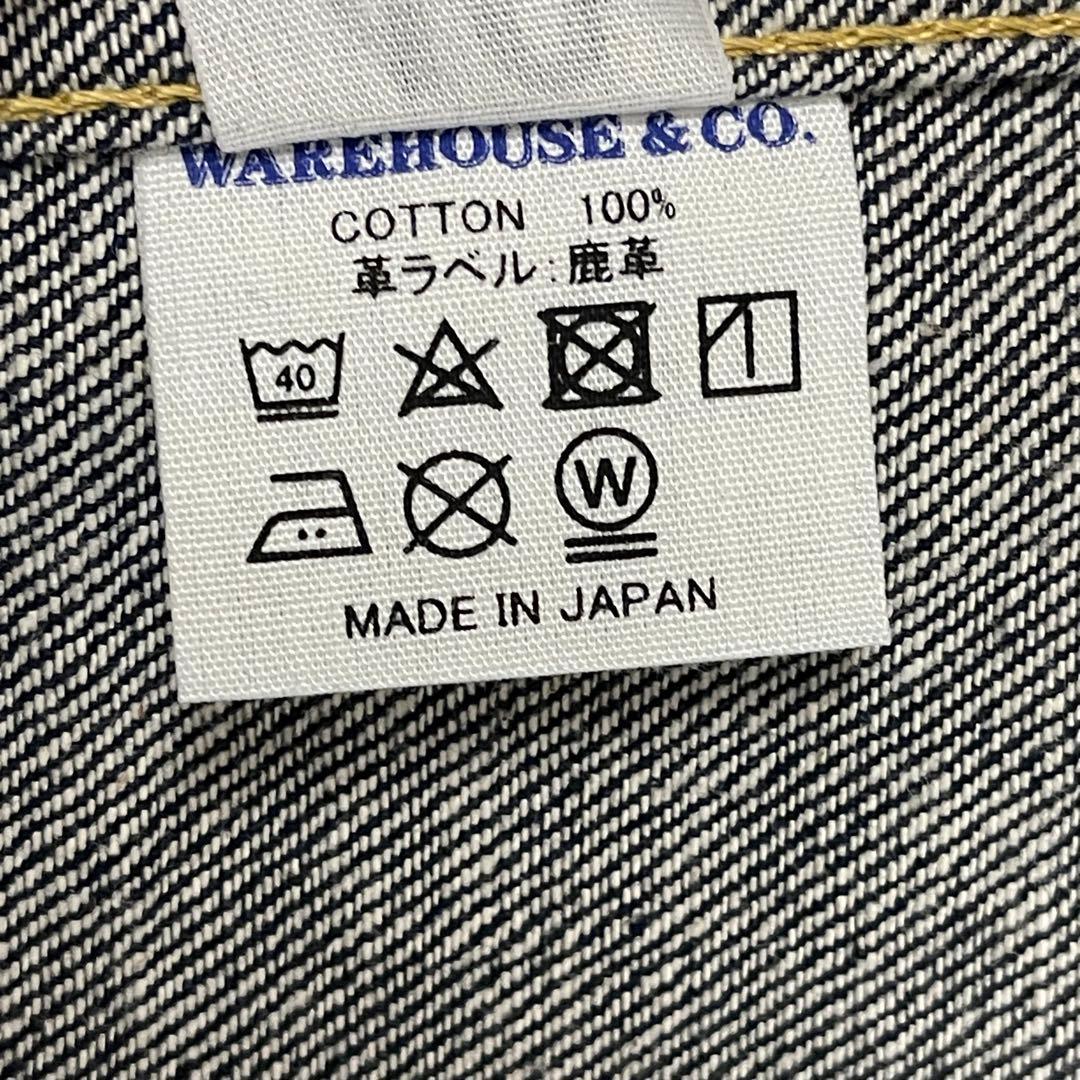 WAREHOUSE & CO.
COTTON 100%
革ラベル:鹿革
40
W
MADE IN JAPAN